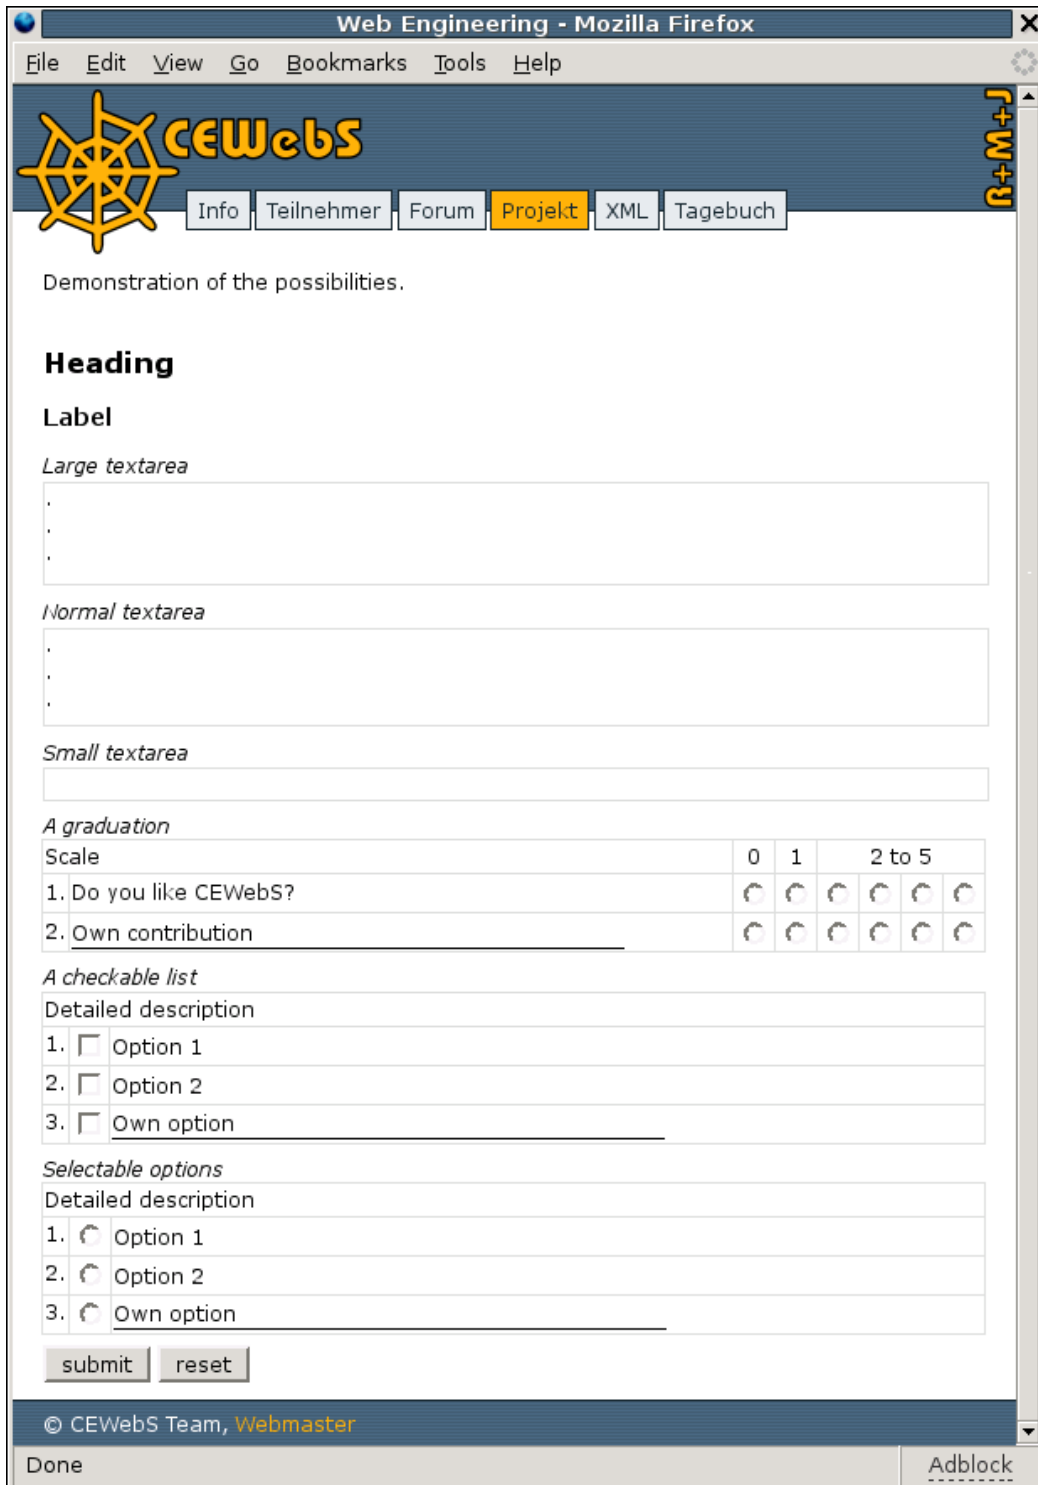 Web Engineering - Mozilla Firefox
File Edit View Go Bookmarks Tools Help
CEWebS
Info Teilnehmer Forum Projekt XML Tagebuch
Demonstration of the possibilities.
Heading
Label
Large textarea
.
.
.
Normal textarea
.
.
.
Small textarea
A graduation
Scale 0 1 2 to 5
1. Do you like CEWebS?
2. Own contribution
A checkable list
Detailed description
1. Option 1
2. Option 2
3. Own option
Selectable options
Detailed description
1. Option 1
2. Option 2
3. Own option
submit reset
© CEWebS Team, Webmaster
Done Adblock